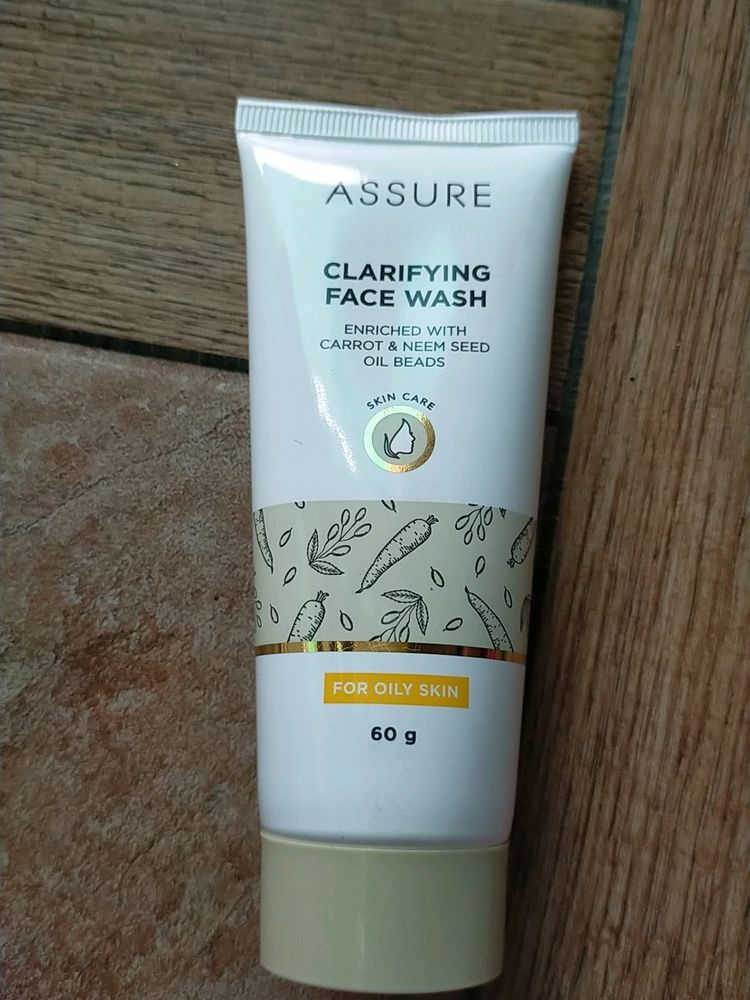 ASSURE
CLARIFYING
FACE WASH
ENRICHED WITH
CARROT & NEEM SEED
OIL BEADS
SKIN CARE
FOR OILY SKIN
60 g